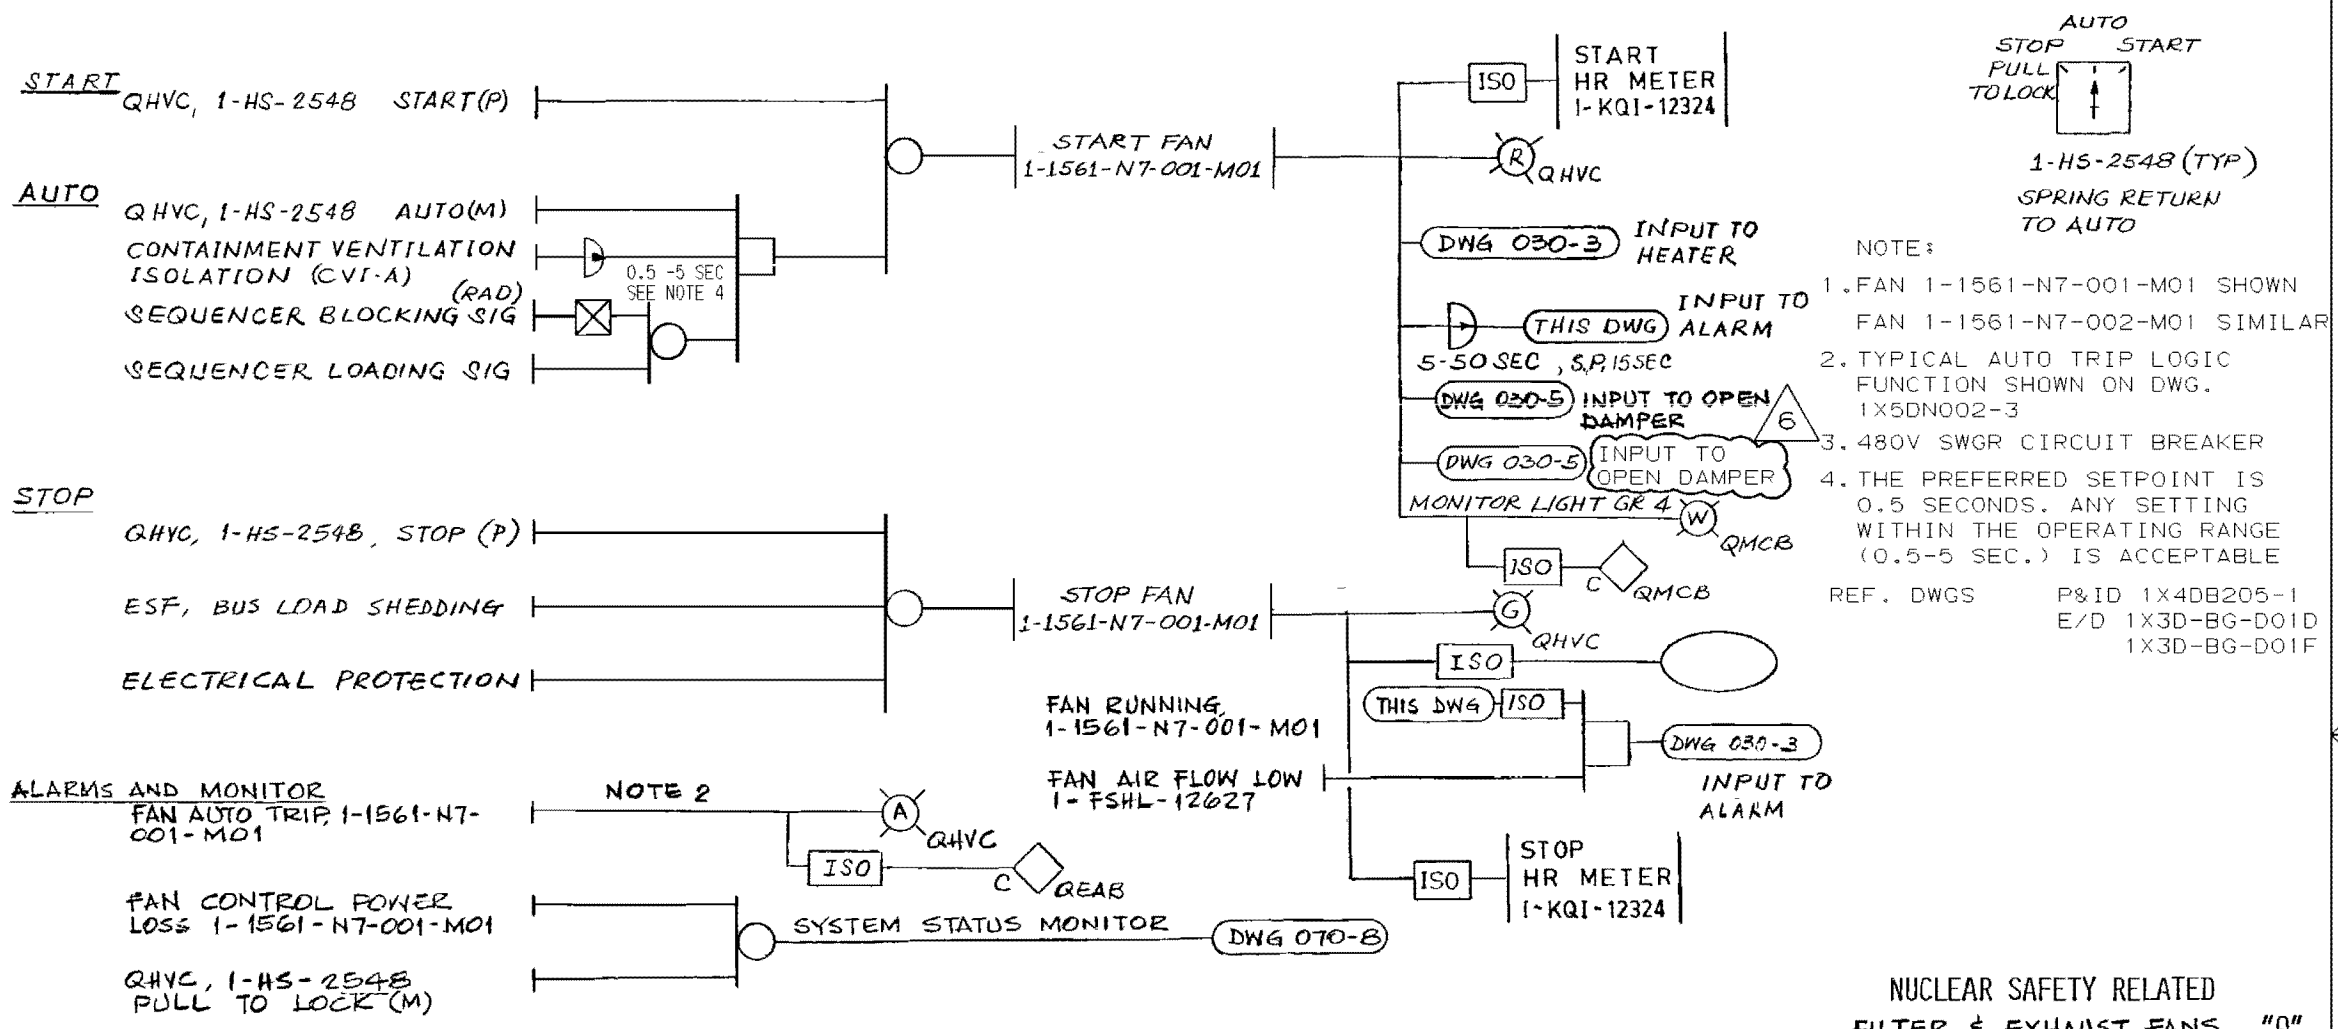 START
QHVC, 1-HS-2548 START(P)
AUTO
QHVC, 1-HS-2548 AUTO(M)
CONTAINMENT VENTILATION
ISOLATION (CVI-A)
(RAD)
0.5 -5 SEC
SEE NOTE 4
SEQUENCER BLOCKING SIG
SEQUENCER LOADING SIG
START FAN
1-1561-N7-001-M01
ISO
START
HR METER
1-KQI-12324
R
QHVC
DWG 030-3
INPUT TO
HEATER
THIS DWG
INPUT TO
ALARM
5-50 SEC, S.P. 15 SEC
DWG 030-5
INPUT TO OPEN
DAMPER
6
DWG 030-5
INPUT TO
OPEN DAMPER
MONITOR LIGHT GR 4
W
QMCB
ISO
C
QMCB
STOP
QHVC, 1-HS-2548, STOP (P)
ESF, BUS LOAD SHEDDING
ELECTRICAL PROTECTION
STOP FAN
1-1561-N7-001-M01
G
QHVC
ISO
FAN RUNNING,
1-1561-N7-001-M01
THIS DWG
ISO
FAN AIR FLOW LOW
1-FSHL-12627
DWG 030-3
INPUT TO
ALARM
ISO
STOP
HR METER
1-KQI-12324
ALARMS AND MONITOR
FAN AUTO TRIP, 1-1561-N7-
001-M01
NOTE 2
A
QHVC
ISO
C
QEAB
FAN CONTROL POWER
LOSS 1-1561-N7-001-M01
QHVC, 1-HS-2548
PULL TO LOCK (M)
SYSTEM STATUS MONITOR
DWG 070-8
AUTO
STOP START
PULL
TO LOCK
1-HS-2548 (TYP)
SPRING RETURN
TO AUTO
NOTE:
1. FAN 1-1561-N7-001-M01 SHOWN
FAN 1-1561-N7-002-M01 SIMILAR
2. TYPICAL AUTO TRIP LOGIC
FUNCTION SHOWN ON DWG.
1X5DN002-3
3. 480V SWGR CIRCUIT BREAKER
4. THE PREFERRED SETPOINT IS
0.5 SECONDS. ANY SETTING
WITHIN THE OPERATING RANGE
(0.5-5 SEC.) IS ACCEPTABLE
REF. DWGS P&ID 1X4DB205-1
E/D 1X3D-BG-D01D
1X3D-BG-D01F
NUCLEAR SAFETY RELATED
FILTER & EXHAUST FANS